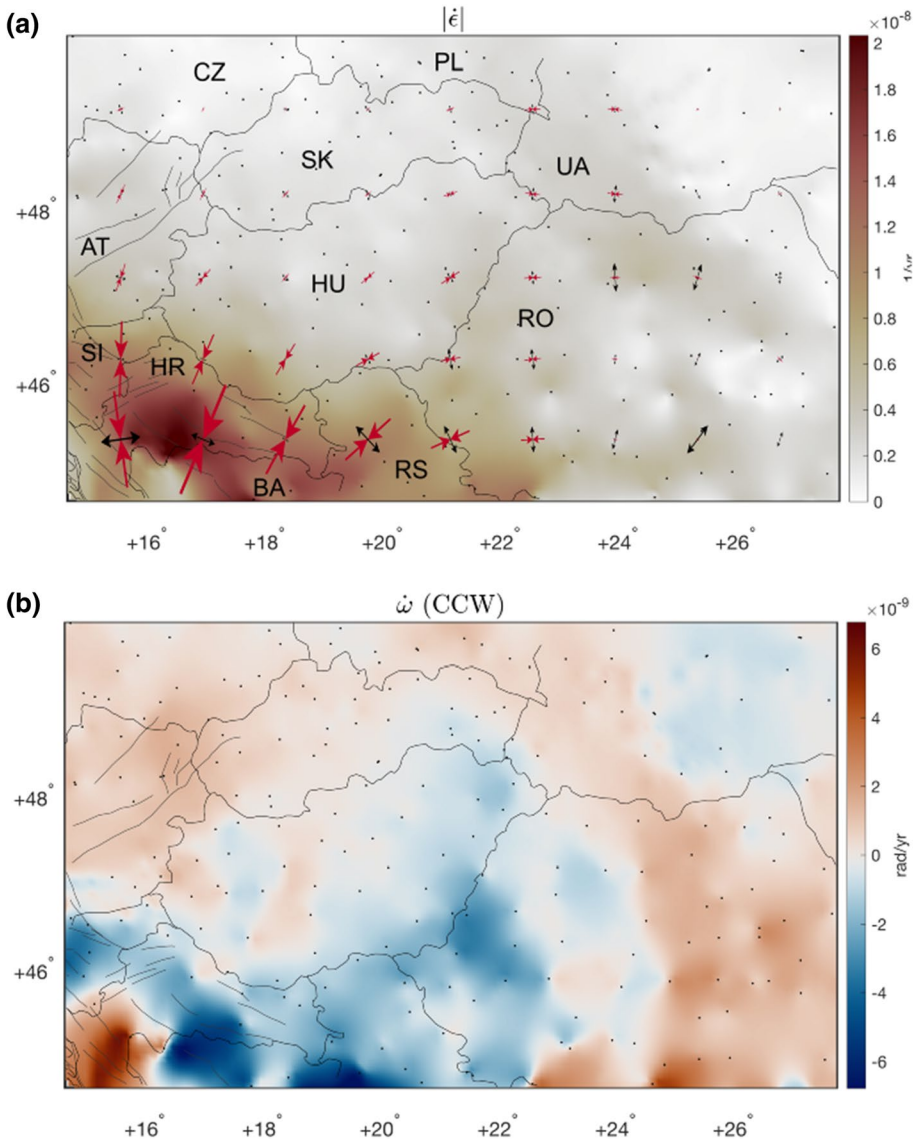 (a)
|ϵ̇|
×10⁻⁸
CZ
PL
SK
UA
AT
HU
RO
SI
HR
RS
BA
+48°
+46°
+16°
+18°
+20°
+22°
+24°
+26°
2
1.8
1.6
1.4
1.2
1
0.8
0.6
0.4
0.2
0
1/yr
(b)
ω̇ (CCW)
×10⁻⁹
+48°
+46°
+16°
+18°
+20°
+22°
+24°
+26°
6
4
2
0
-2
-4
-6
rad/yr